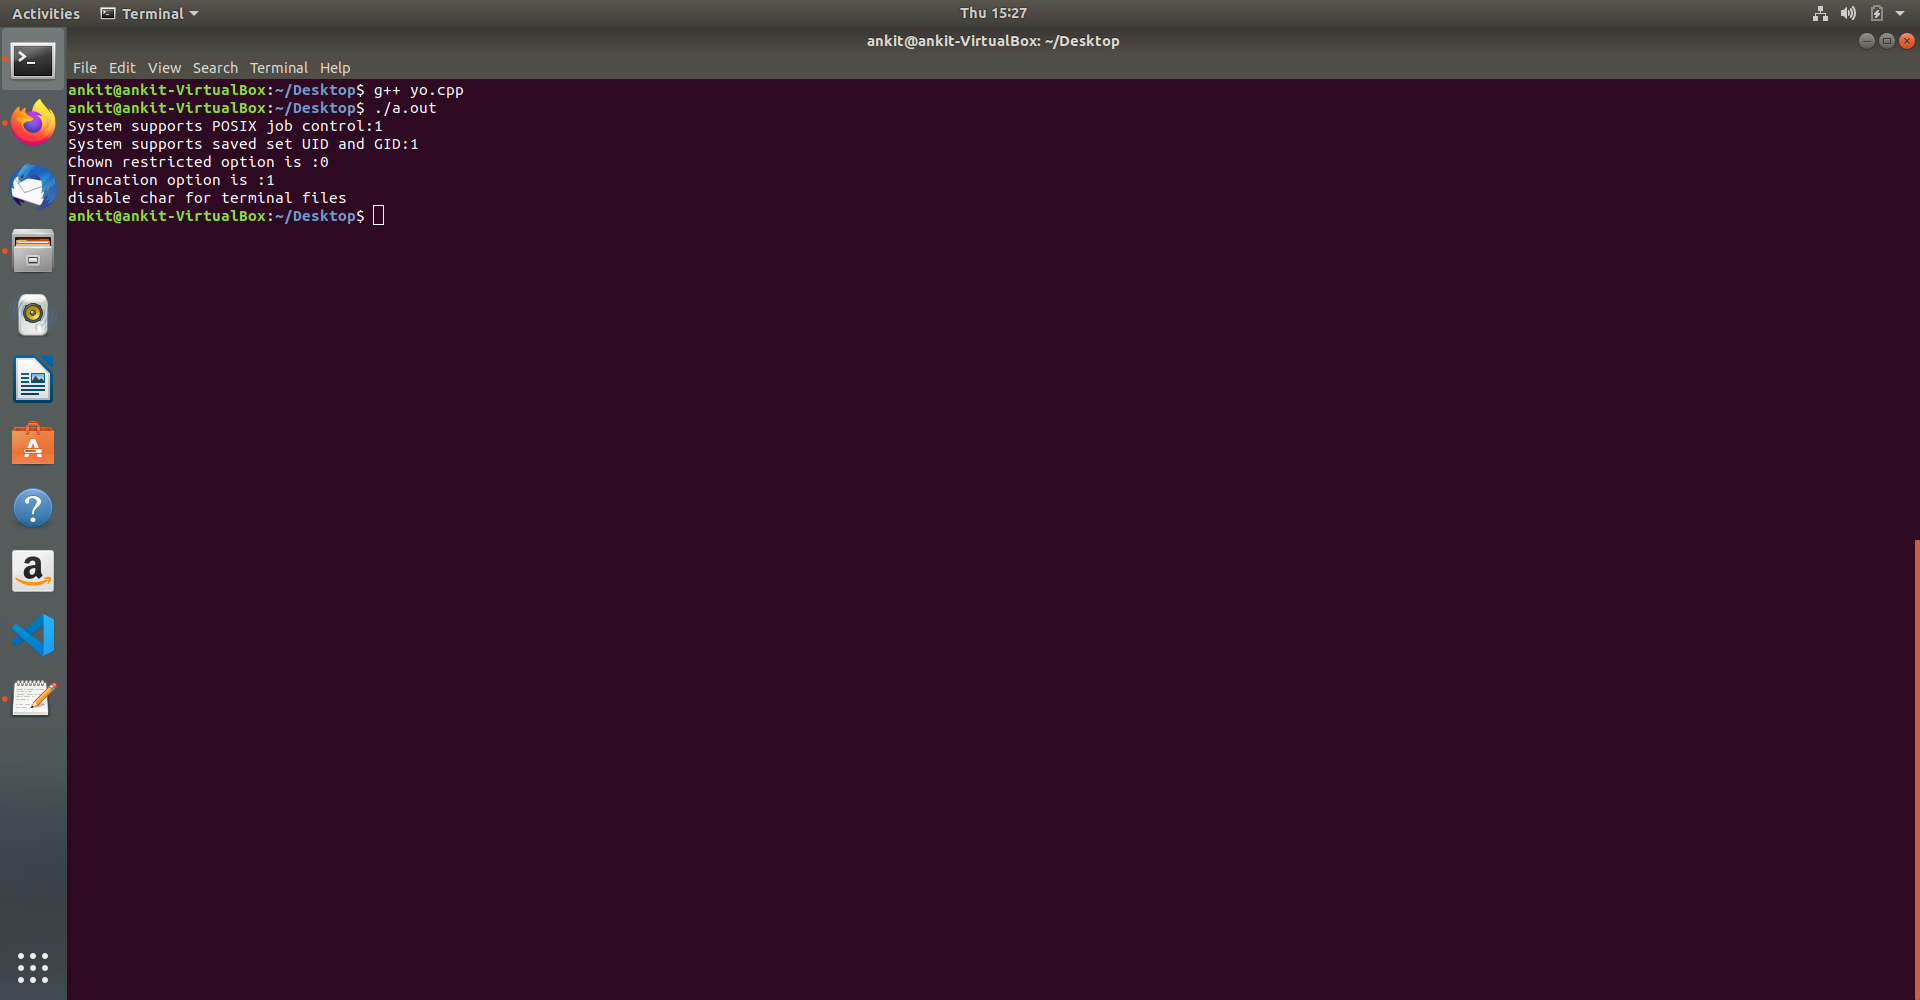 Activities
Terminal
Thu 15:27
ankit@ankit-VirtualBox: ~/Desktop
File Edit View Search Terminal Help
ankit@ankit-VirtualBox:~/Desktop$ g++ yo.cpp
ankit@ankit-VirtualBox:~/Desktop$ ./a.out
System supports POSIX job control:1
System supports saved set UID and GID:1
Chown restricted option is :0
Truncation option is :1
disable char for terminal files
ankit@ankit-VirtualBox:~/Desktop$